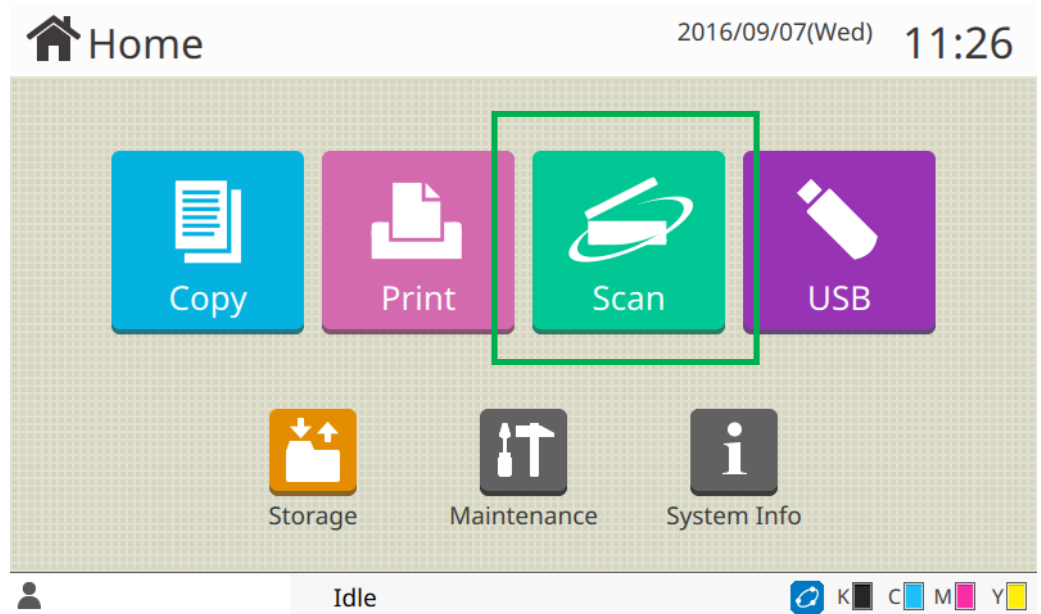 Home 2016/09/07(Wed) 11:26
Copy Print Scan USB
Storage Maintenance System Info
Idle K C M Y